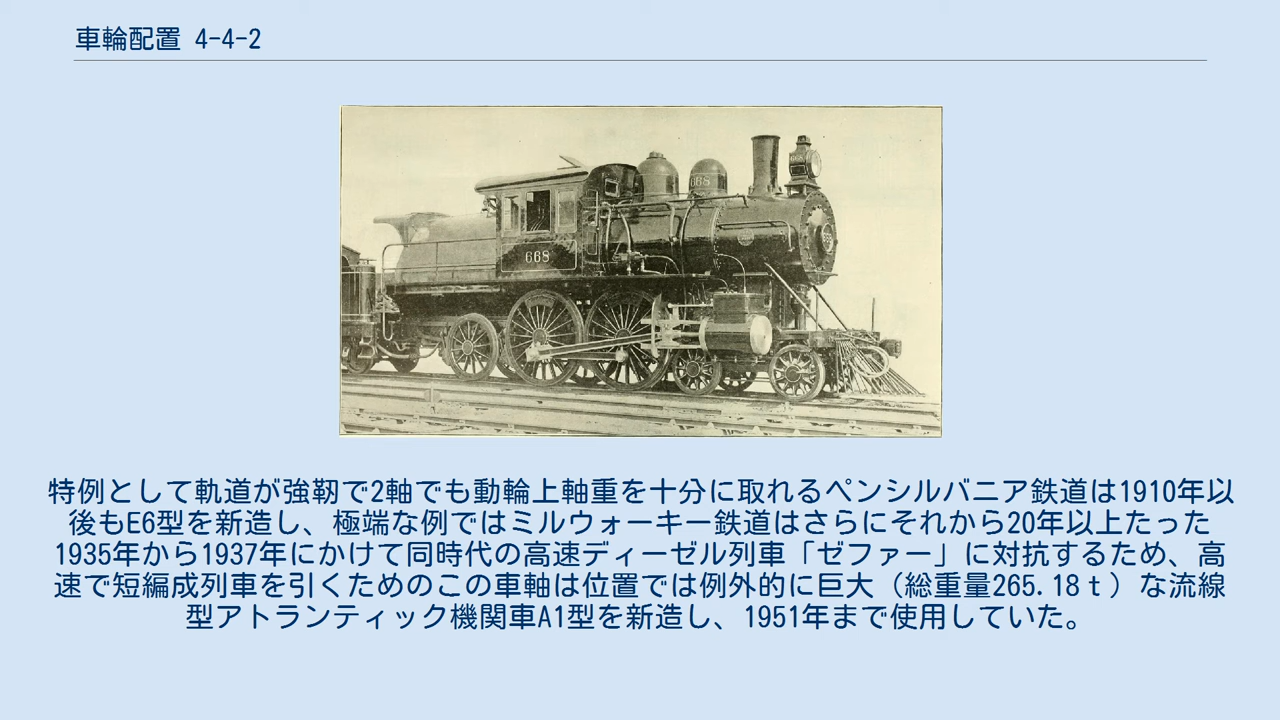 車輪配置 4-4-2
668
668
特例として軌道が強靭で2軸でも動輪上軸重を十分に取れるペンシルバニア鉄道は1910年以
後もE6型を新造し、極端な例ではミルウォーキー鉄道はさらにそれから20年以上たった
1935年から1937年にかけて同時代の高速ディーゼル列車「ゼファー」に対抗するため、高
速で短編成列車を引くためのこの車軸は位置では例外的に巨大（総重量265.18ｔ）な流線
型アトランティック機関車A1型を新造し、1951年まで使用していた。